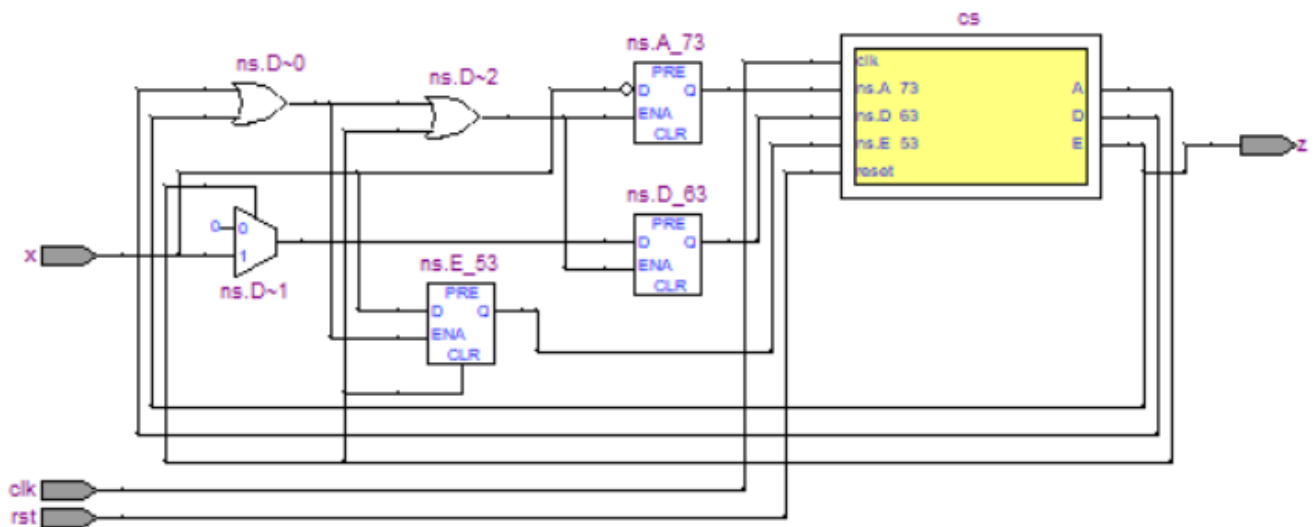 cs
ns.D~0
ns.D~2
ns.A_73
PRE
D Q
ENA
CLR
clk
ns.A 73
ns.D 63
ns.E 53
reset
A
D
E
z
x
0
0
1
ns.D~1
ns.D_63
PRE
D Q
ENA
CLR
ns.E_53
PRE
D Q
ENA
CLR
clk
rst